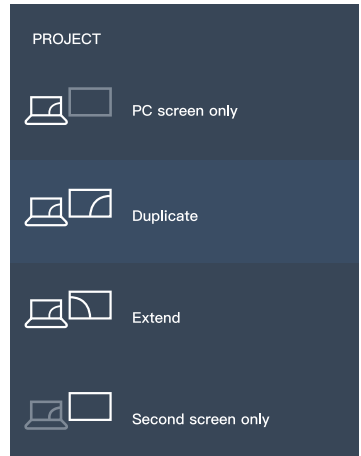 PROJECT
PC screen only
Duplicate
Extend
Second screen only